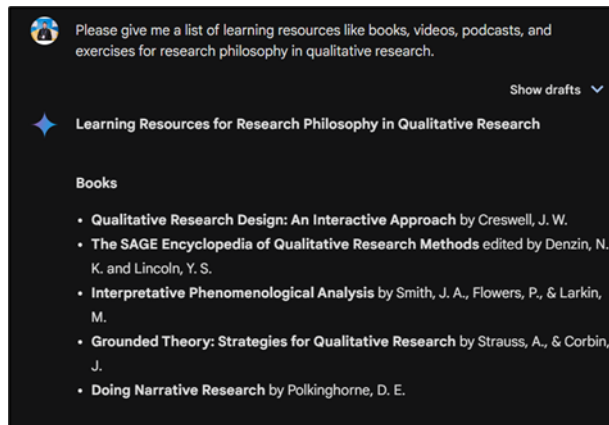 Please give me a list of learning resources like books, videos, podcasts, and
exercises for research philosophy in qualitative research.
Show drafts
Learning Resources for Research Philosophy in Qualitative Research
Books
• Qualitative Research Design: An Interactive Approach by Creswell, J. W.
• The SAGE Encyclopedia of Qualitative Research Methods edited by Denzin, N.
K. and Lincoln, Y. S.
• Interpretative Phenomenological Analysis by Smith, J. A., Flowers, P., & Larkin,
M.
• Grounded Theory: Strategies for Qualitative Research by Strauss, A., & Corbin,
J.
• Doing Narrative Research by Polkinghorne, D. E.